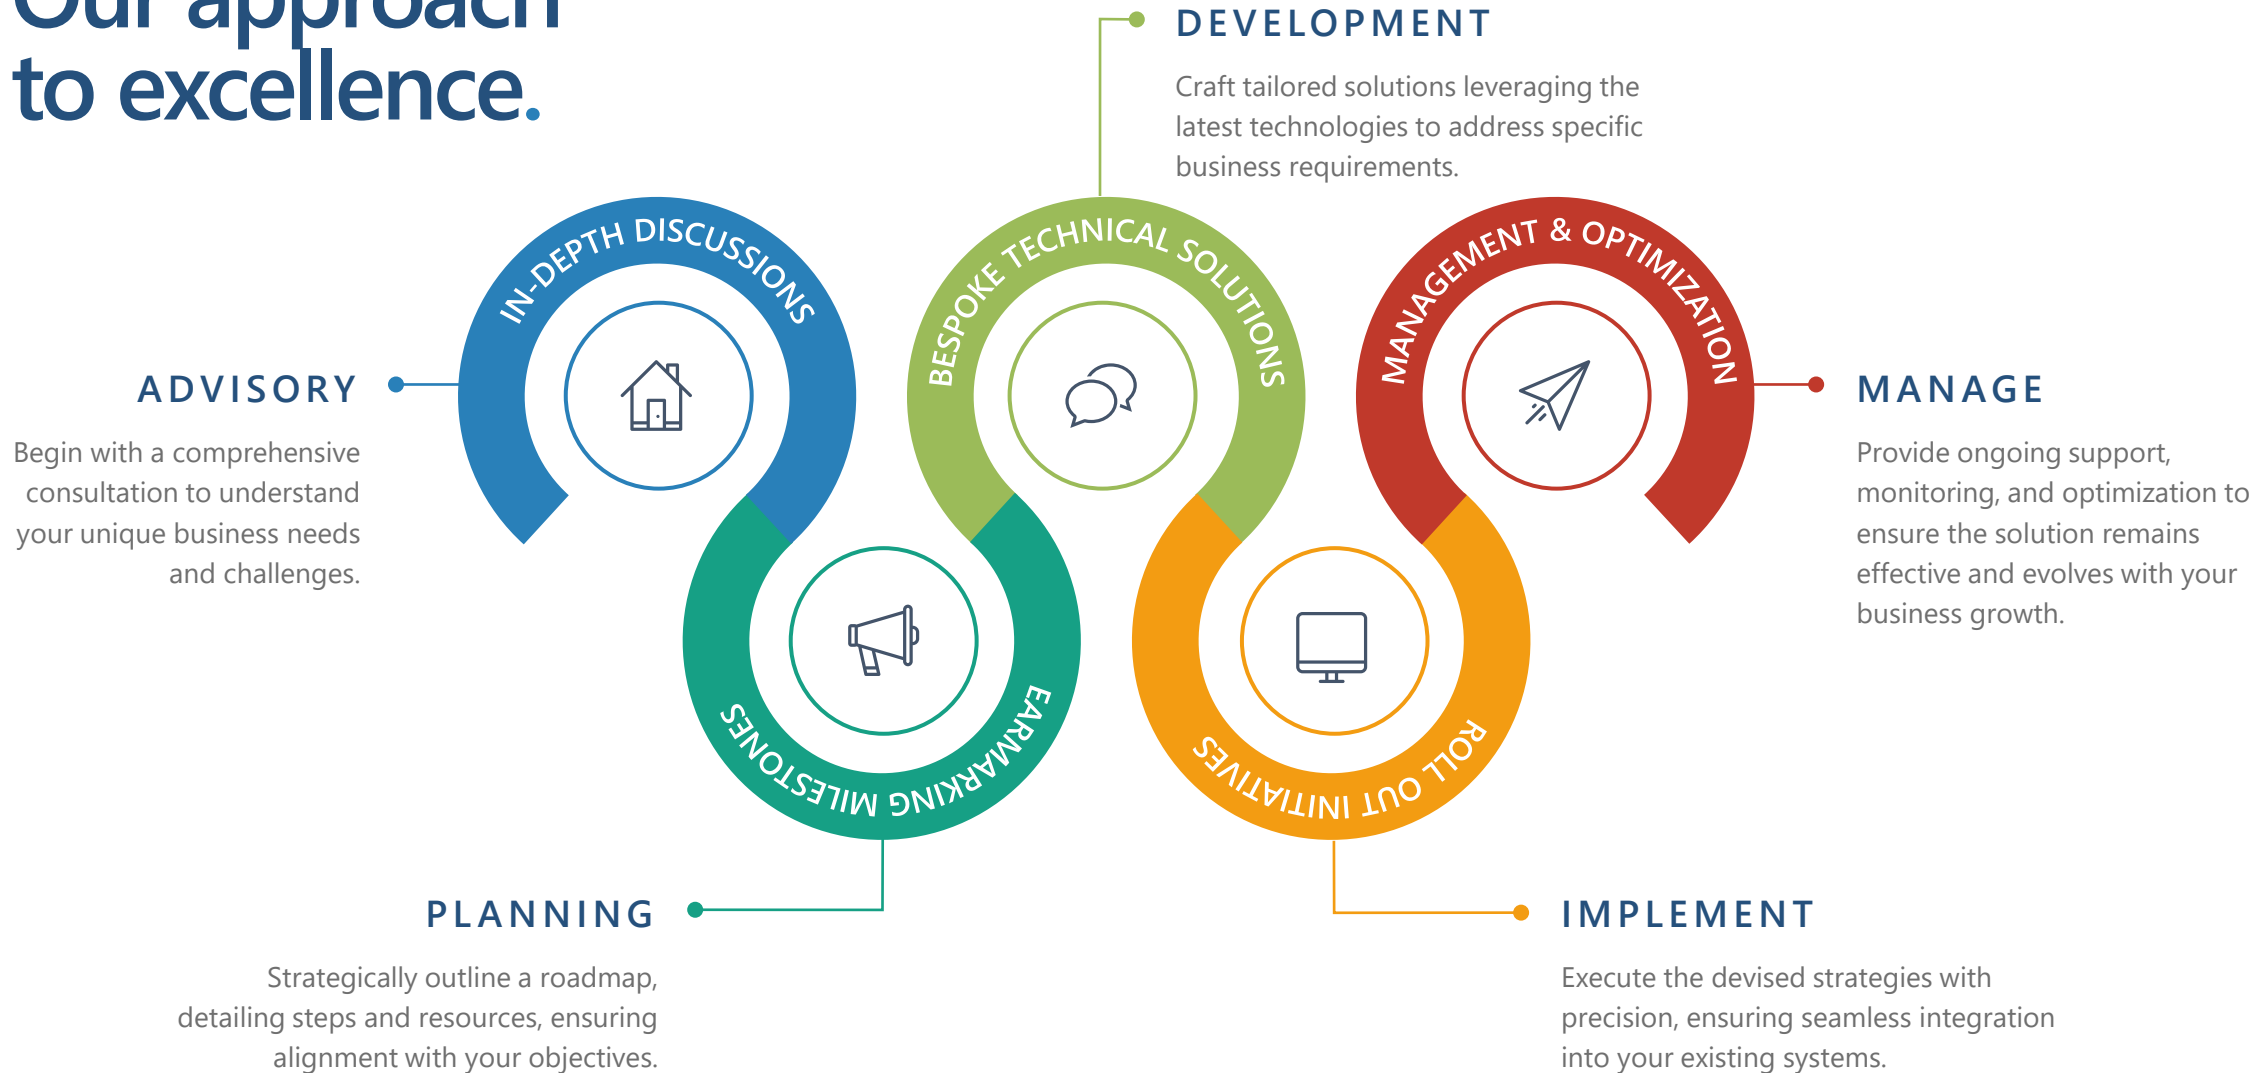 Our approach
to excellence.
ADVISORY
Begin with a comprehensive
consultation to understand
your unique business needs
and challenges.
IN-DEPTH DISCUSSIONS
PLANNING
Strategically outline a roadmap,
detailing steps and resources, ensuring
alignment with your objectives.
EARMARKING MILESTONES
DEVELOPMENT
Craft tailored solutions leveraging the
latest technologies to address specific
business requirements.
BESPOKE TECHNICAL SOLUTIONS
IMPLEMENT
Execute the devised strategies with
precision, ensuring seamless integration
into your existing systems.
ROLL OUT INITIATIVES
MANAGE
Provide ongoing support,
monitoring, and optimization to
ensure the solution remains
effective and evolves with your
business growth.
MANAGEMENT & OPTIMIZATION